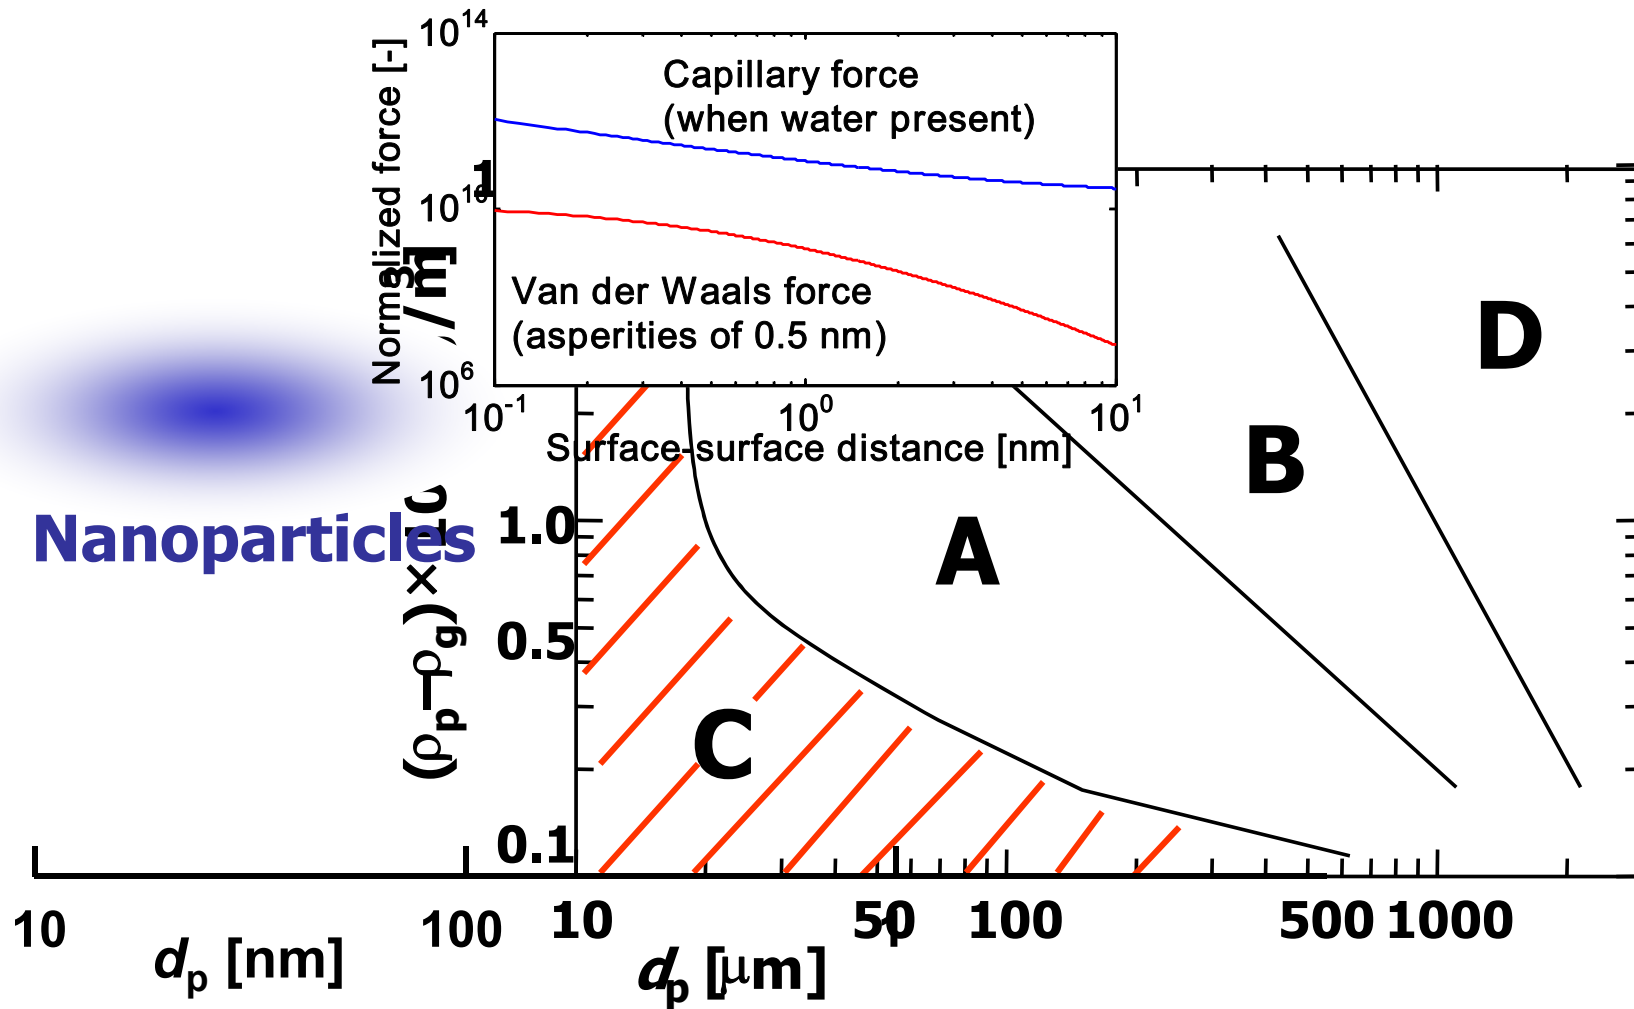 10^14
Normalized force [-]
Capillary force
(when water present)
10^10
Van der Waals force
(asperities of 0.5 nm)
10^6
10^-1
10^0
10^1
Surface-surface distance [nm]
D
B
A
C
Nanoparticles
1.0
0.5
0.1
10
100
d_p [nm]
10
50
100
500
1000
d_p [μm]